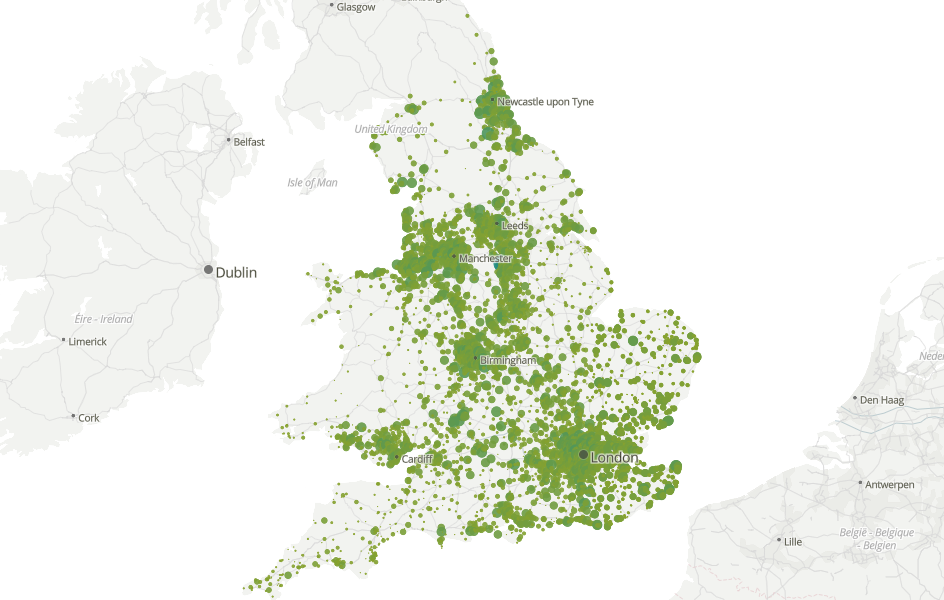 Glasgow
Newcastle upon Tyne
United Kingdom
Belfast
Isle of Man
Leeds
Manchester
Dublin
Éire - Ireland
Limerick
Birmingham
Den Haag
Cork
Cardiff
London
Antwerpen
België - Belgique
- Belgien
Lille